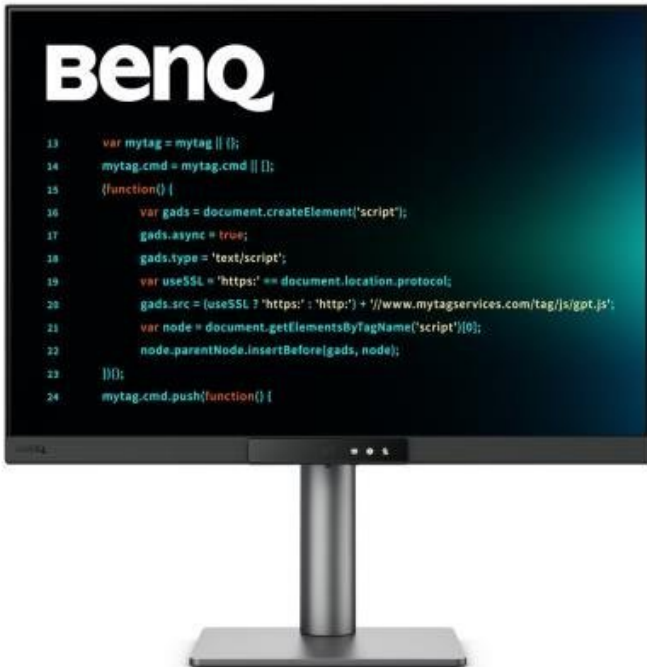 BenQ
13 var mytag = mytag || {};
14 mytag.cmd = mytag.cmd || [];
15 (function() {
16 var gads = document.createElement('script');
17 gads.async = true;
18 gads.type = 'text/script';
19 var useSSL = 'https:' == document.location.protocol;
20 gads.src = (useSSL ? 'https:' : 'http:') + '//www.mytagservices.com/tag/js/gpt.js';
21 var node = document.getElementsByTagName('script')[0];
22 node.parentNode.insertBefore(gads, node);
23 })();
24 mytag.cmd.push(function() {
BenQ